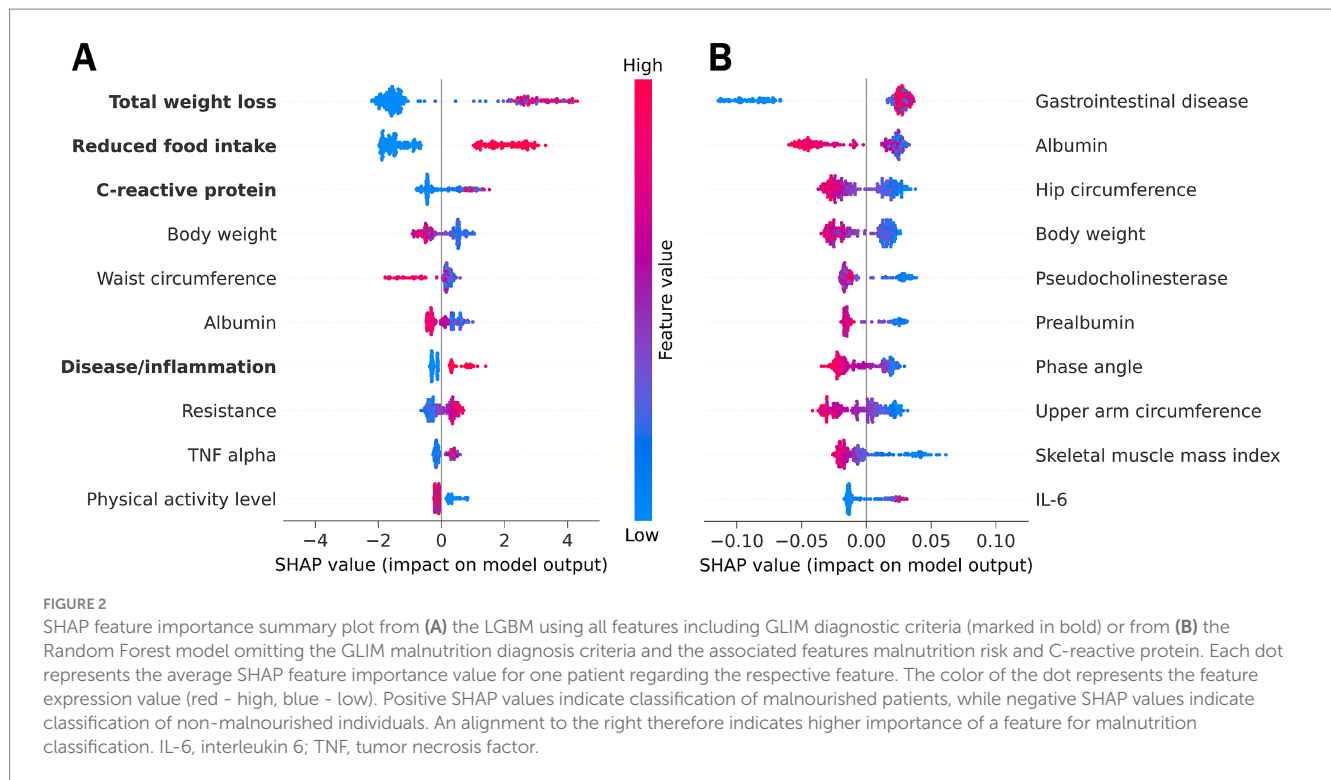 A
Total weight loss
Reduced food intake
C-reactive protein
Body weight
Waist circumference
Albumin
Disease/inflammation
Resistance
TNF alpha
Physical activity level
−4 −2 0 2 4
SHAP value (impact on model output)
High
Feature value
Low
B
Gastrointestinal disease
Albumin
Hip circumference
Body weight
Pseudocholinesterase
Prealbumin
Phase angle
Upper arm circumference
Skeletal muscle mass index
IL-6
−0.10 −0.05 0.00 0.05 0.10
SHAP value (impact on model output)
FIGURE 2
SHAP feature importance summary plot from (A) the LGBM using all features including GLIM diagnostic criteria (marked in bold) or from (B) the
Random Forest model omitting the GLIM malnutrition diagnosis criteria and the associated features malnutrition risk and C-reactive protein. Each dot
represents the average SHAP feature importance value for one patient regarding the respective feature. The color of the dot represents the feature
expression value (red - high, blue - low). Positive SHAP values indicate classification of malnourished patients, while negative SHAP values indicate
classification of non-malnourished individuals. An alignment to the right therefore indicates higher importance of a feature for malnutrition
classification. IL-6, interleukin 6; TNF, tumor necrosis factor.